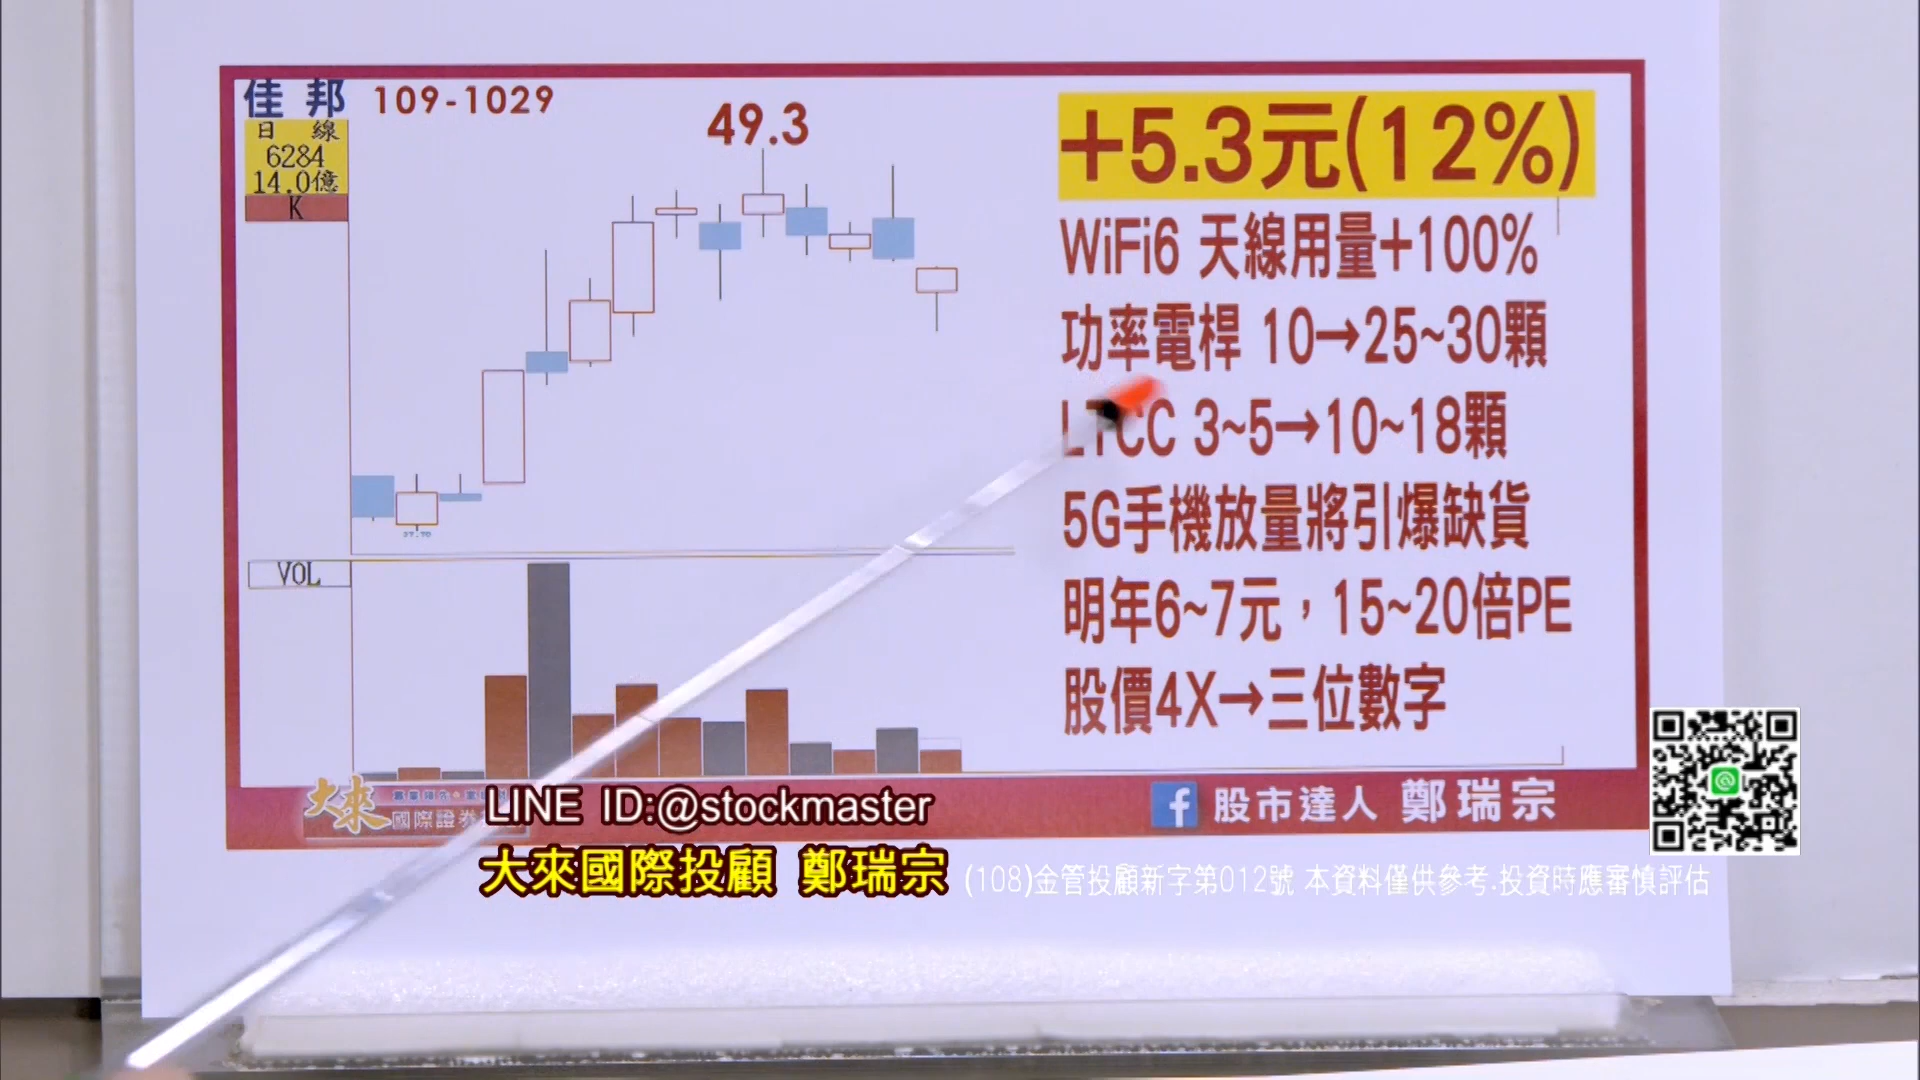 佳邦 109-1029
日線
6284
14.0億
K
49.3
37.70
VOL
+5.3元(12%)
WiFi6 天線用量+100%
功率電桿 10→25~30顆
LTCC 3~5→10~18顆
5G手機放量將引爆缺貨
明年6~7元，15~20倍PE
股價4X→三位數字
大來
國際證券
f 股市達人 鄭瑞宗
LINE ID:@stockmaster
大來國際投顧 鄭瑞宗 (108)金管投顧新字第012號 本資料僅供參考.投資時應審慎評估